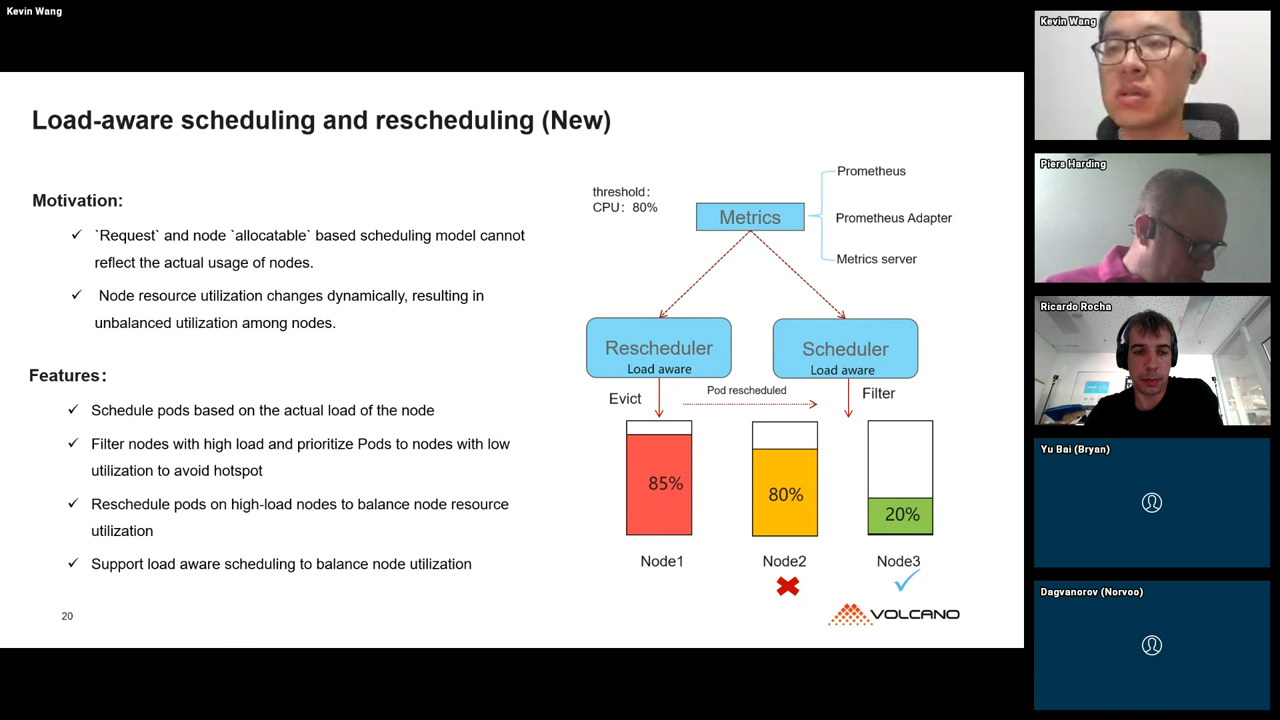 Kevin Wang
Load-aware scheduling and rescheduling (New)
Motivation:
`Request` and node `allocatable` based scheduling model cannot
reflect the actual usage of nodes.
Node resource utilization changes dynamically, resulting in
unbalanced utilization among nodes.
Features:
Schedule pods based on the actual load of the node
Filter nodes with high load and prioritize Pods to nodes with low
utilization to avoid hotspot
Reschedule pods on high-load nodes to balance node resource
utilization
Support load aware scheduling to balance node utilization
20
threshold:
CPU: 80%
Metrics
Prometheus
Prometheus Adapter
Metrics server
Rescheduler
Load aware
Scheduler
Load aware
Evict
Pod rescheduled
Filter
85%
80%
20%
Node1
Node2
Node3
VOLCANO
Kevin Wang
Piers Harding
Ricardo Rocha
Yu Bai (Bryan)
Dagvanorov (Norvoo)